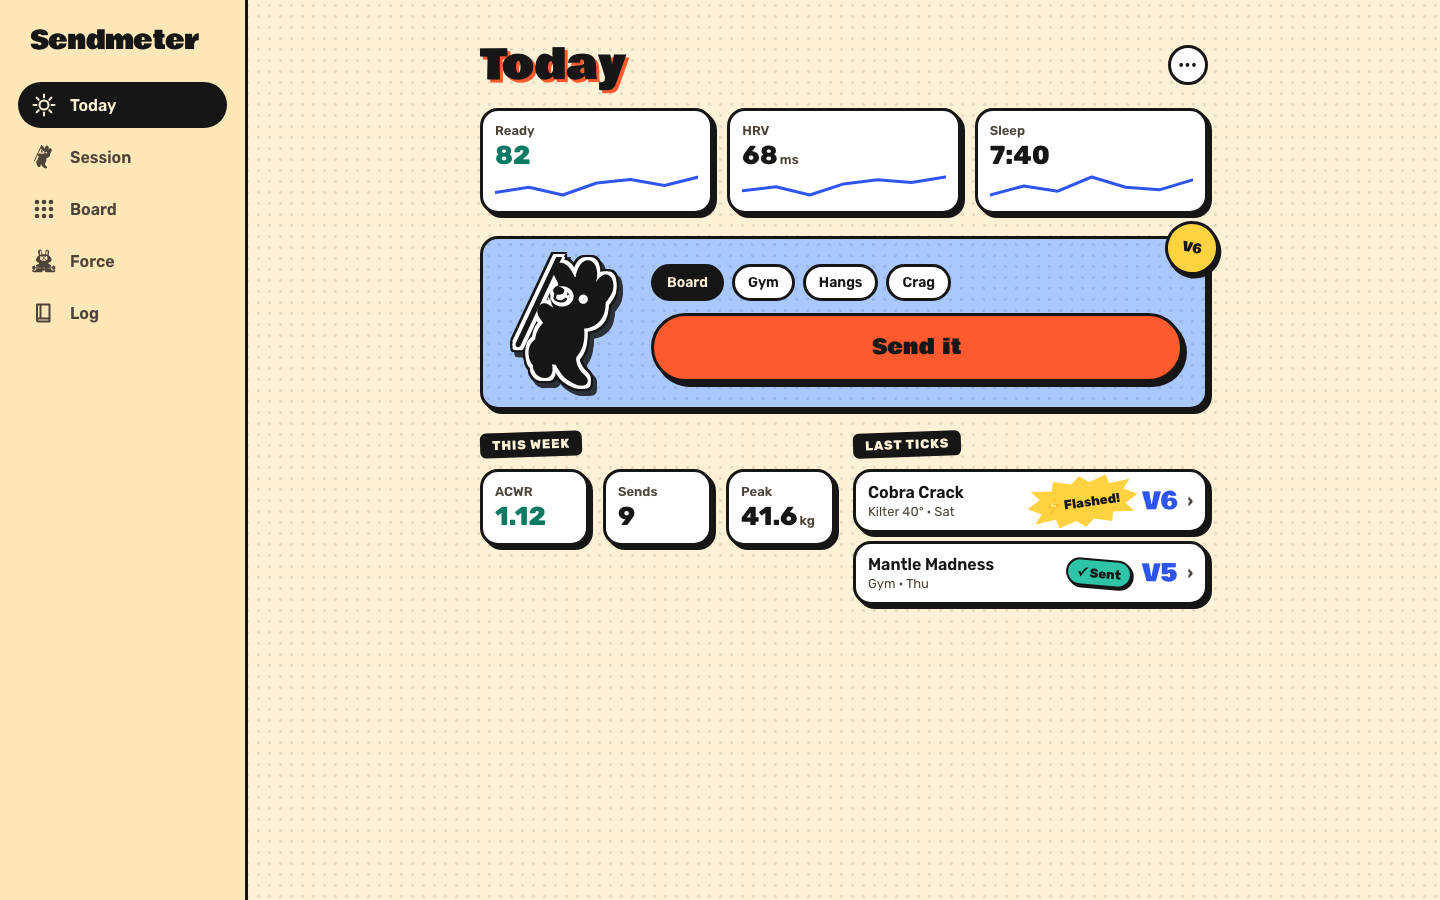 Sendmeter
Today
Session
Board
Force
Log
Today
Ready
82
HRV
68 ms
Sleep
7:40
V6
Board
Gym
Hangs
Crag
Send it
THIS WEEK
ACWR
1.12
Sends
9
Peak
41.6 kg
LAST TICKS
Cobra Crack
Kilter 40° • Sat
⚡ Flashed!
V6 ›
Mantle Madness
Gym • Thu
✓ Sent
V5 ›